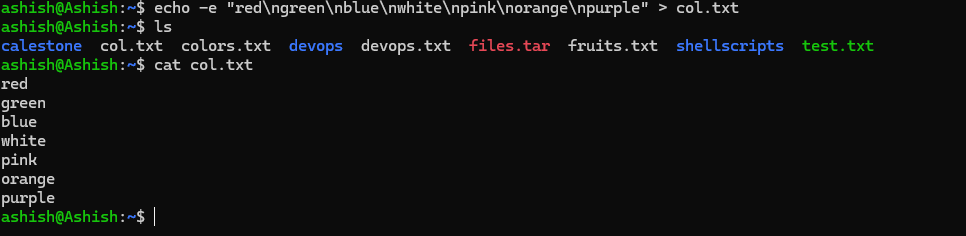 ashish@Ashish:~$ echo -e "red\ngreen\nblue\nwhite\npink\norange\npurple" > col.txt
ashish@Ashish:~$ ls
calestone  col.txt  colors.txt  devops  devops.txt  files.tar  fruits.txt  shellscripts  test.txt
ashish@Ashish:~$ cat col.txt
red
green
blue
white
pink
orange
purple
ashish@Ashish:~$